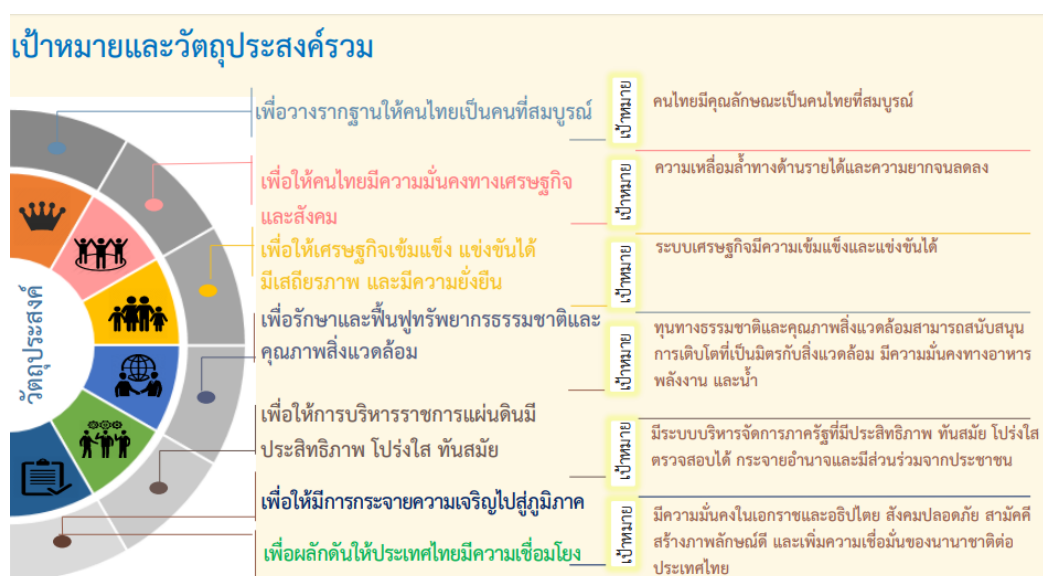 เป้าหมายและวัตถุประสงค์รวม
วัตถุประสงค์
เพื่อวางรากฐานให้คนไทยเป็นคนที่สมบูรณ์
เป้าหมาย
คนไทยมีคุณลักษณะเป็นคนไทยที่สมบูรณ์
เพื่อให้คนไทยมีความมั่นคงทางเศรษฐกิจ
และสังคม
เป้าหมาย
ความเหลื่อมล้ำทางด้านรายได้และความยากจนลดลง
เพื่อให้เศรษฐกิจเข้มแข็ง แข่งขันได้
มีเสถียรภาพ และมีความยั่งยืน
เป้าหมาย
ระบบเศรษฐกิจมีความเข้มแข็งและแข่งขันได้
เพื่อรักษาและฟื้นฟูทรัพยากรธรรมชาติและ
คุณภาพสิ่งแวดล้อม
เป้าหมาย
ทุนทางธรรมชาติและคุณภาพสิ่งแวดล้อมสามารถสนับสนุน
การเติบโตที่เป็นมิตรกับสิ่งแวดล้อม มีความมั่นคงทางอาหาร
พลังงาน และน้ำ
เพื่อให้การบริหารราชการแผ่นดินมี
ประสิทธิภาพ โปร่งใส ทันสมัย
เป้าหมาย
มีระบบบริหารจัดการภาครัฐที่มีประสิทธิภาพ ทันสมัย โปร่งใส
ตรวจสอบได้ กระจายอำนาจและมีส่วนร่วมจากประชาชน
เพื่อให้มีการกระจายความเจริญไปสู่ภูมิภาค
เพื่อผลักดันให้ประเทศไทยมีความเชื่อมโยง
เป้าหมาย
มีความมั่นคงในเอกราชและอธิปไตย สังคมปลอดภัย สามัคคี
สร้างภาพลักษณ์ดี และเพิ่มความเชื่อมั่นของนานาชาติต่อ
ประเทศไทย